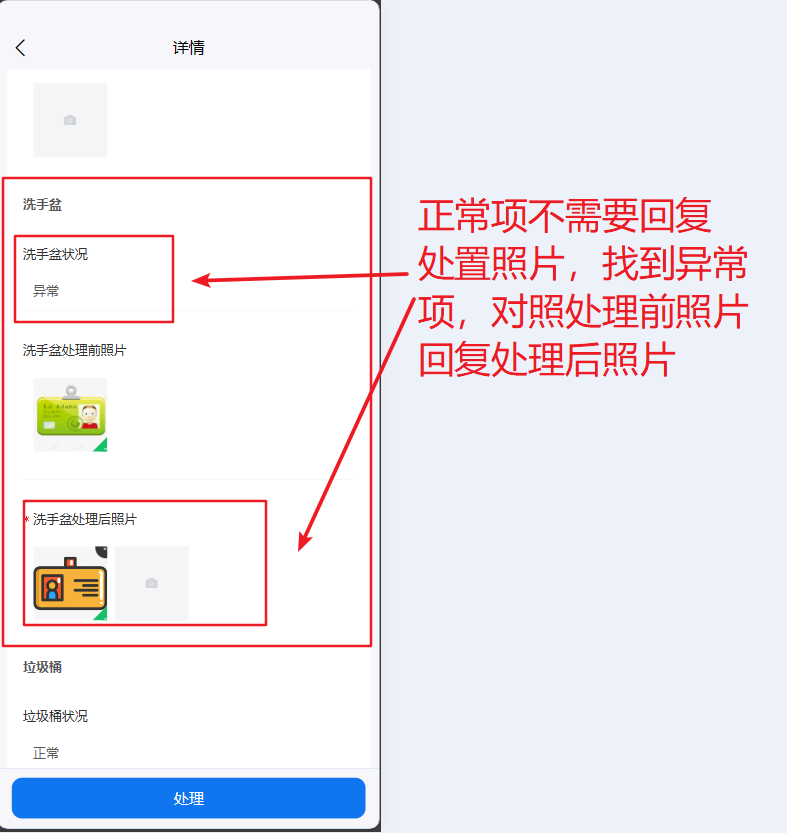 详情
洗手盆
洗手盆状况
异常
洗手盆处理前照片
* 洗手盆处理后照片
垃圾桶
垃圾桶状况
正常
处理
正常项不需要回复
处置照片，找到异常
项，对照处理前照片
回复处理后照片